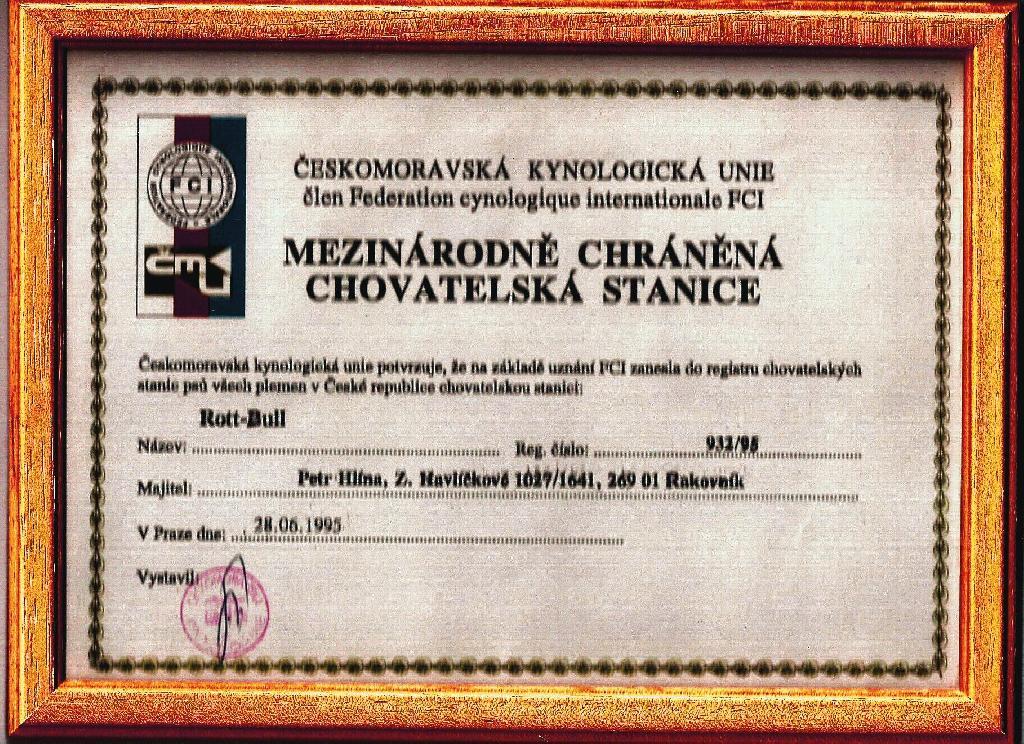 FCI
ČMKU
ČESKOMORAVSKÁ KYNOLOGICKÁ UNIE
člen Federation cynologique internationale FCI
MEZINÁRODNĚ CHRÁNĚNÁ
CHOVATELSKÁ STANICE
Českomoravská kynologická unie potvrzuje, že na základě uznání FCI zanesla do registru chovatelských
stanic psů všech plemen v České republice chovatelskou stanici:
Rott-Bull
Název: Reg. číslo: 932/95
Majitel: Petr Hlína, Z. Havlíčkové 1027/1641, 269 01 Rakovník
V Praze dne: 28.06.1995
Vystavil: